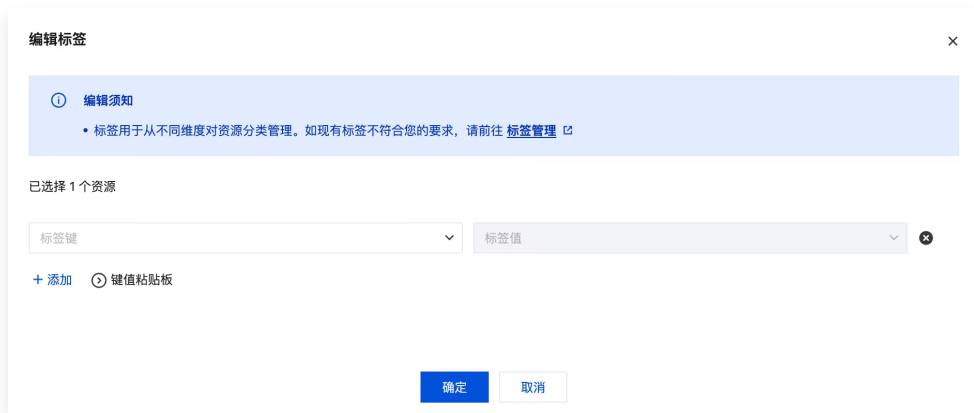 编辑标签
编辑须知
• 标签用于从不同维度对资源分类管理。如现有标签不符合您的要求，请前往 标签管理
已选择 1 个资源
标签键 标签值
+ 添加 键值粘贴板
确定 取消